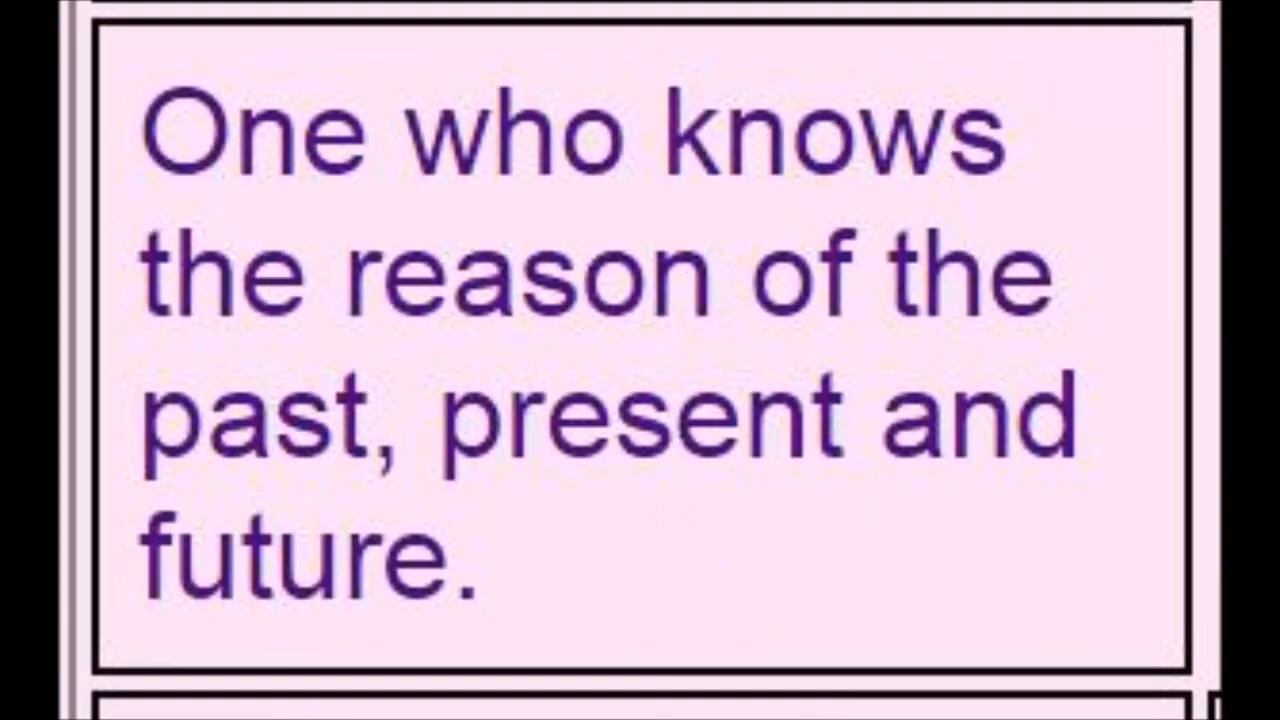 One who knows
the reason of the
past, present and
future.